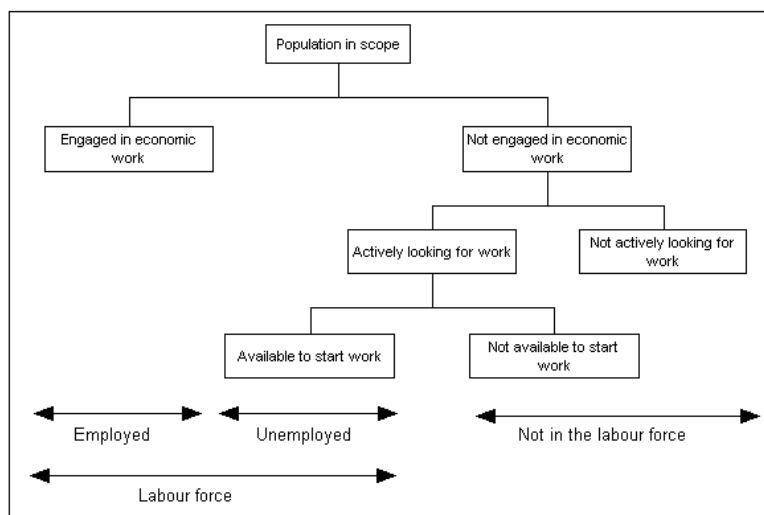 Population in scope
Engaged in economic
work
Not engaged in economic
work
Actively looking for work
Not actively looking for
work
Available to start work
Not available to start
work
Employed
Unemployed
Not in the labour force
Labour force